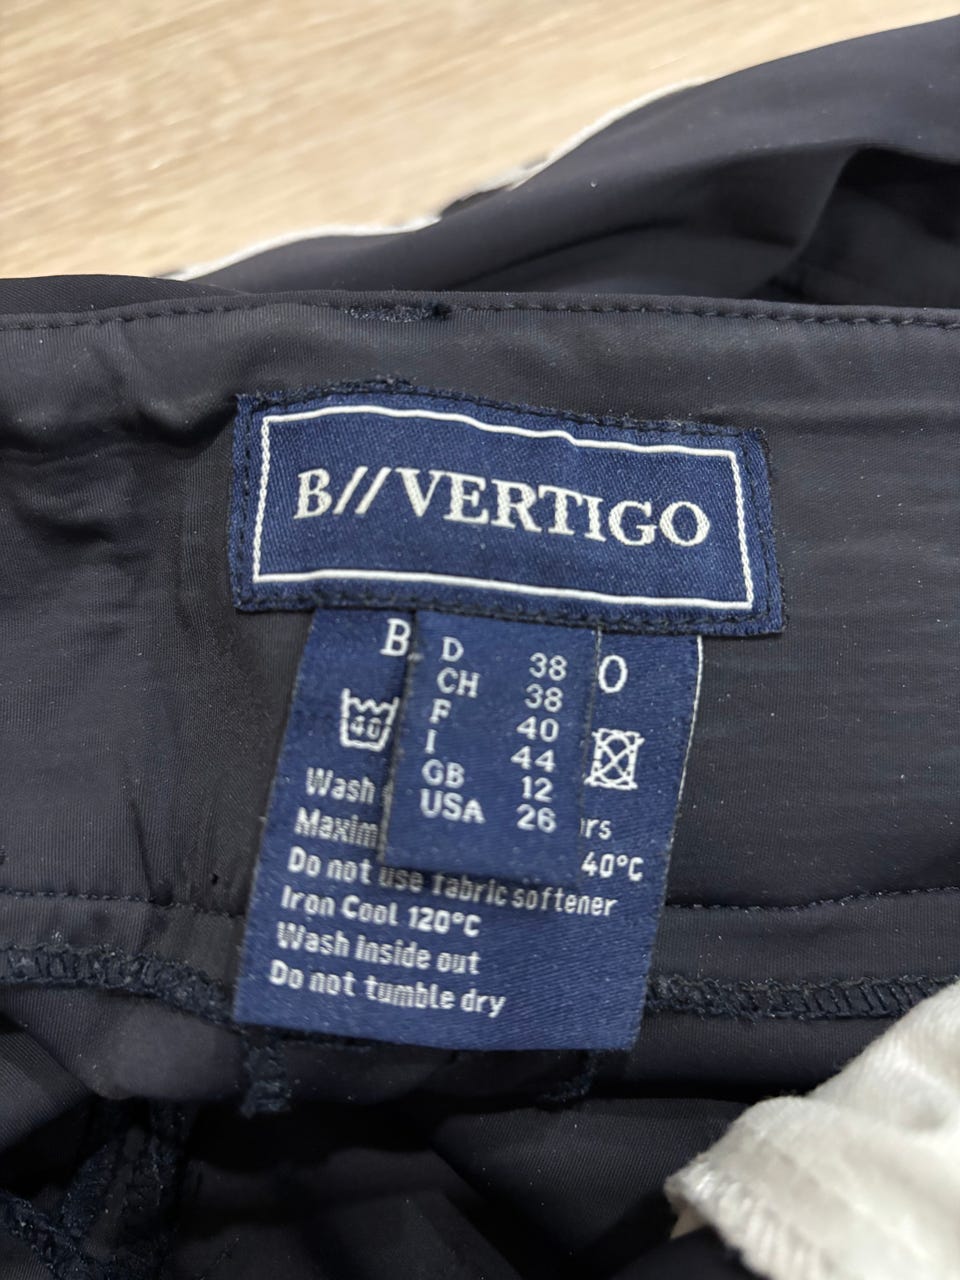 B//VERTIGO
B O
D 38
CH 38
F 40
I 44
GB 12
USA 26
40
Wash
Maxim 40°C
Do not use fabric softener
Iron Cool 120°C
Wash inside out
Do not tumble dry